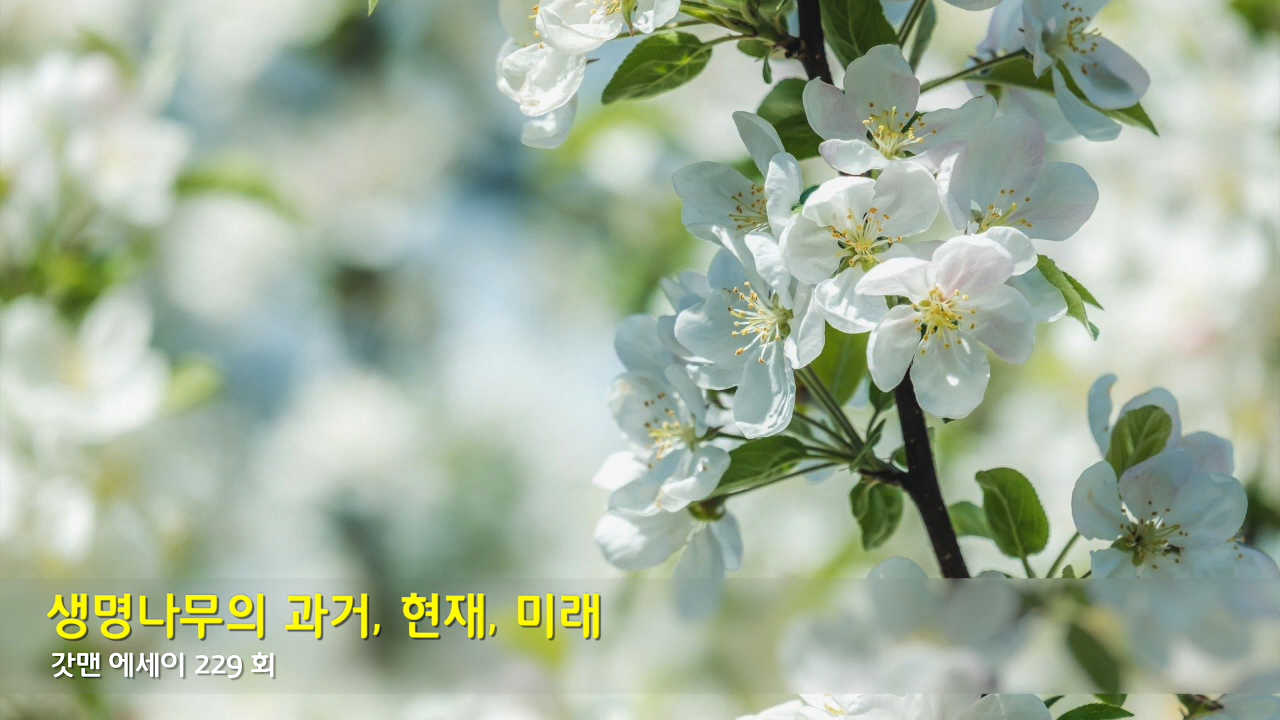 생명나무의 과거, 현재, 미래
갓맨 에세이 229 회